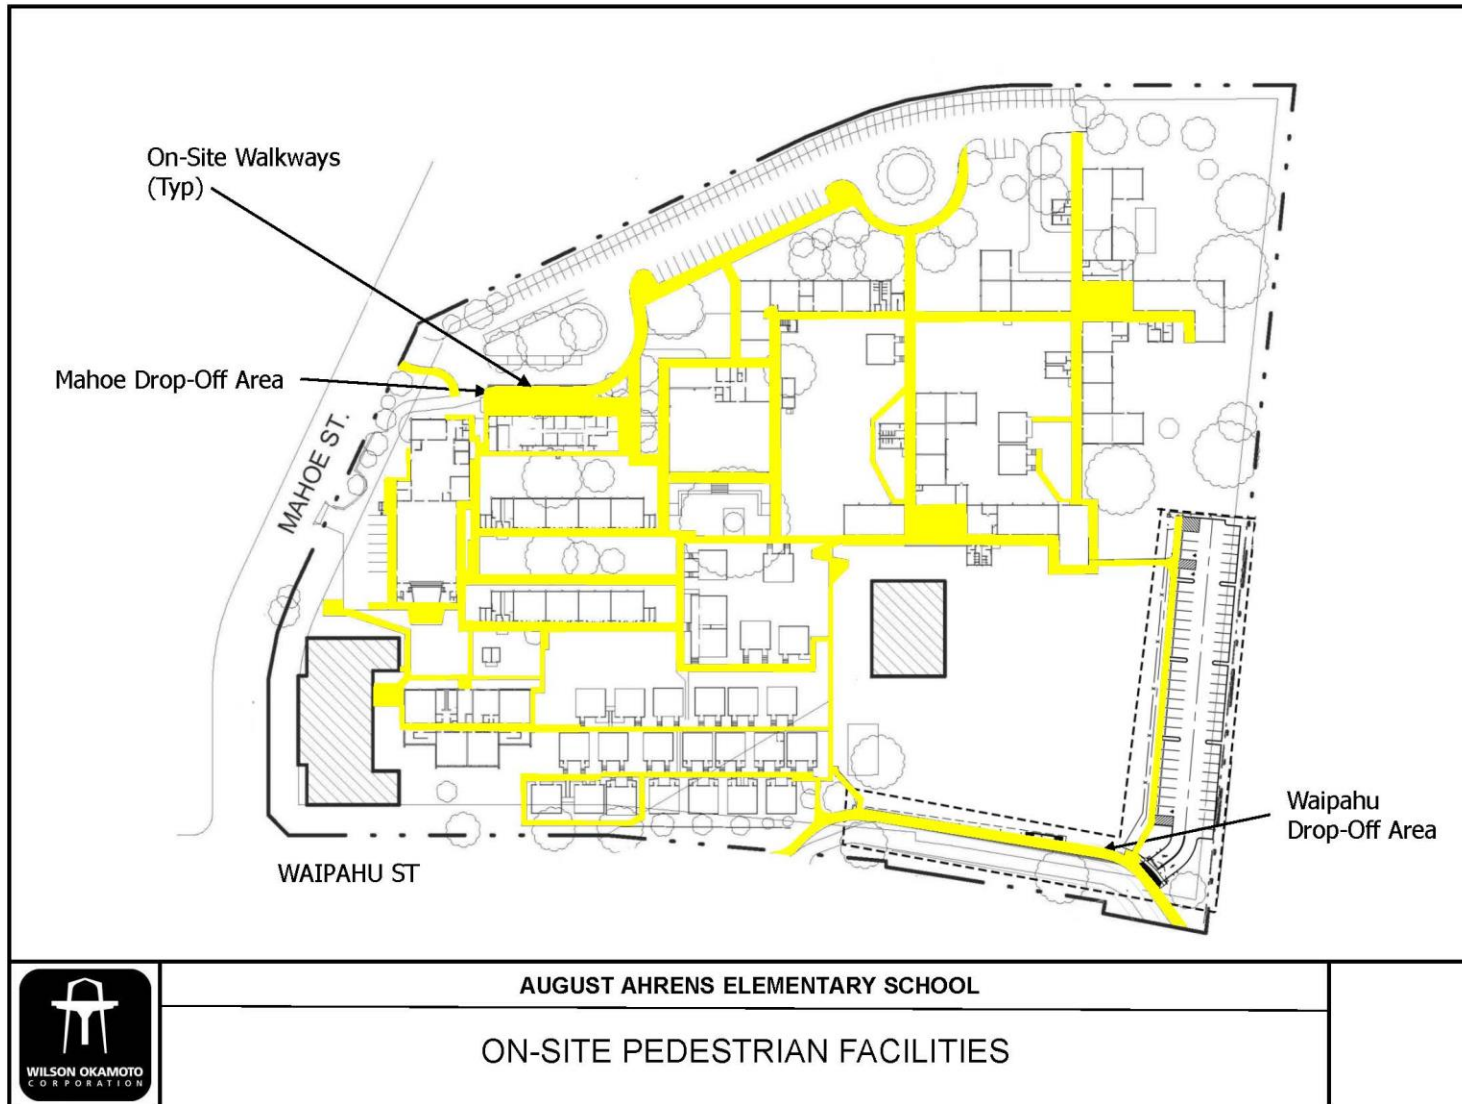 On-Site Walkways
(Typ)
Mahoe Drop-Off Area
MAHOE ST.
WAIPAHU ST
Waipahu
Drop-Off Area
WILSON OKAMOTO
CORPORATION
AUGUST AHRENS ELEMENTARY SCHOOL
ON-SITE PEDESTRIAN FACILITIES